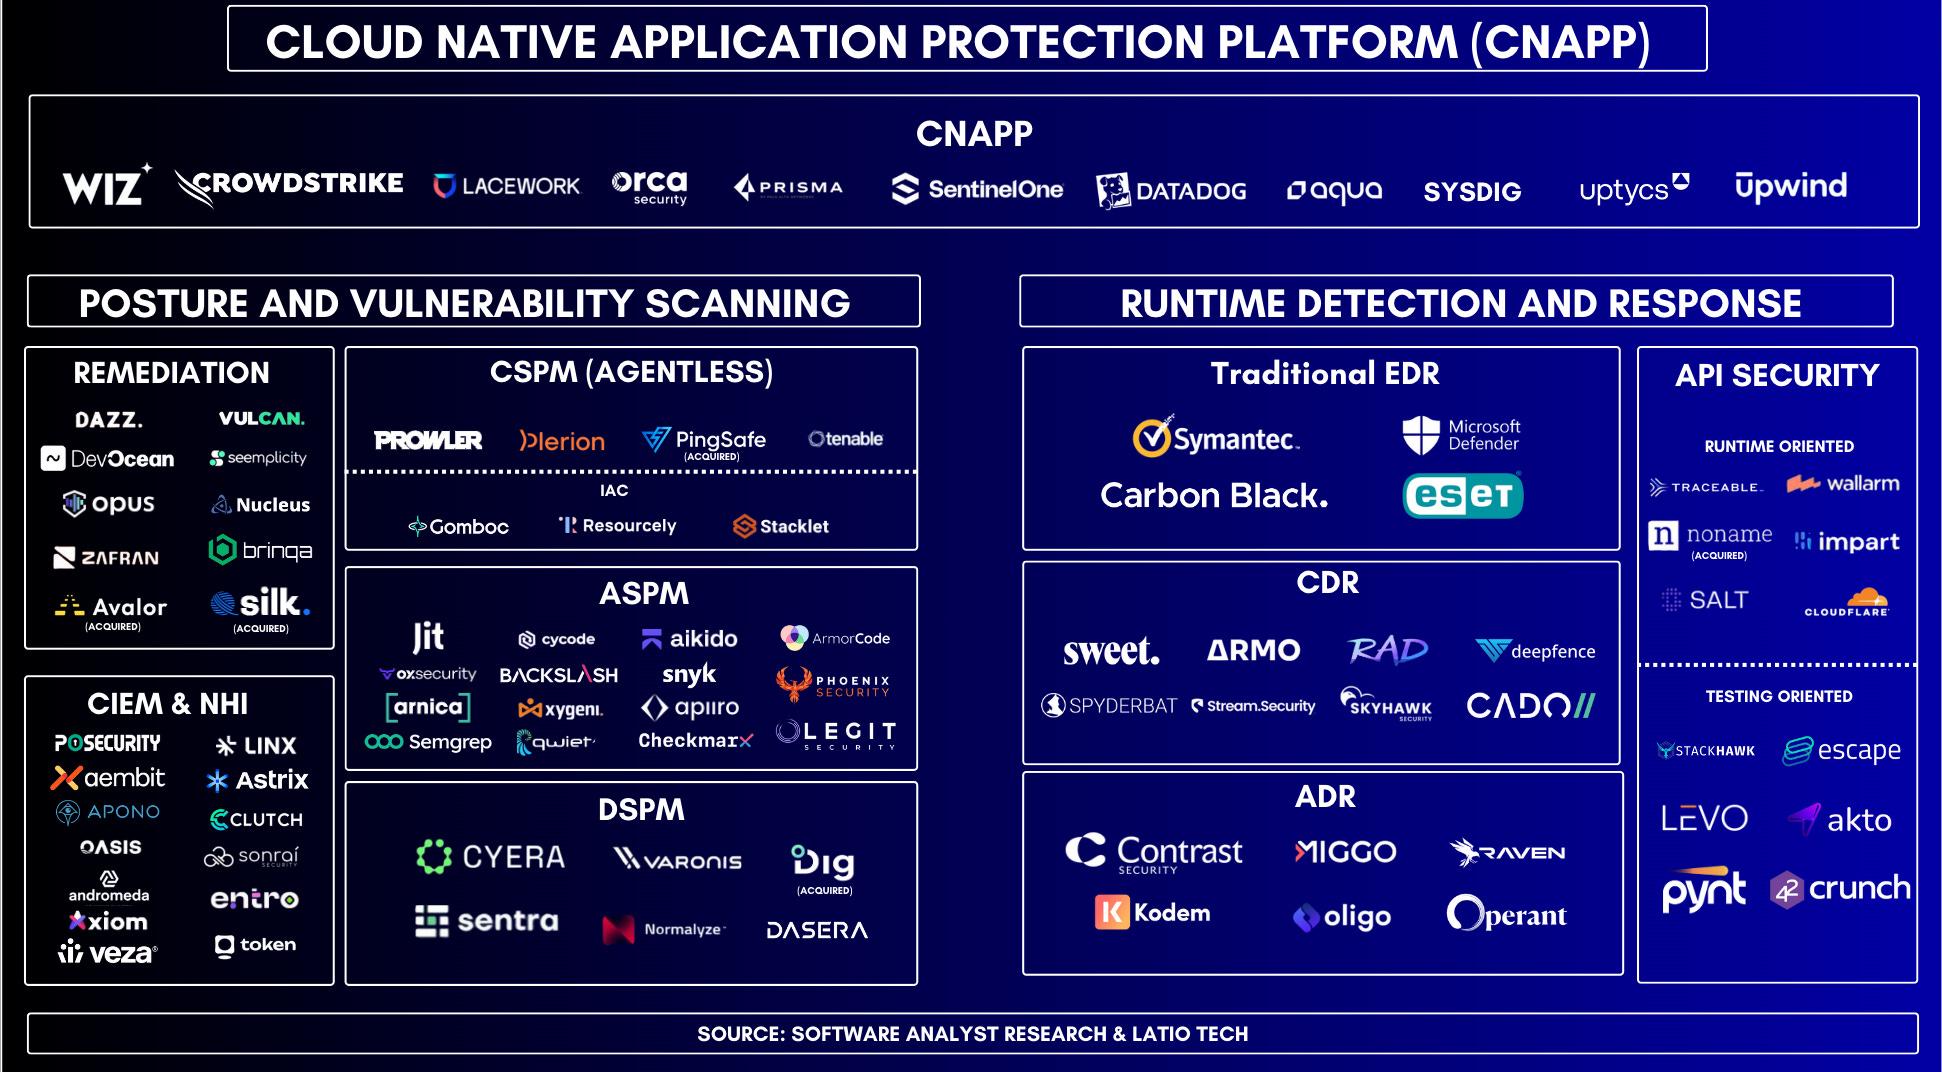 CLOUD NATIVE APPLICATION PROTECTION PLATFORM (CNAPP)
CNAPP
WIZ
CROWDSTRIKE
LACEWORK
orca
security
PRISMA
SentinelOne
DATADOG
aqua
SYSDIG
uptycs
upwind
POSTURE AND VULNERABILITY SCANNING
REMEDIATION
DAZZ.
VULCAN.
DevOcean
seemplicity
opus
Nucleus
ZAFRAN
brinqa
Avalor
(ACQUIRED)
silk.
(ACQUIRED)
CIEM & NHI
P0SECURITY
LINX
aembit
Astrix
APONO
CLUTCH
OASIS
sonraí
SECURITY
andromeda
entro
axiom
token
veza
CSPM (AGENTLESS)
PROWLER
Plerion
PingSafe
(ACQUIRED)
tenable
IAC
Gomboc
Resourcely
Stacklet
ASPM
Jit
cycode
aikido
ArmorCode
oxsecurity
BACKSLASH
snyk
PHOENIX
SECURITY
[arnica]
xygeni.
apiiro
Semgrep
qwiet
Checkmarx
LEGIT
SECURITY
DSPM
CYERA
VARONIS
Dig
(ACQUIRED)
sentra
Normalyze
DASERA
RUNTIME DETECTION AND RESPONSE
Traditional EDR
Symantec.
Microsoft
Defender
Carbon Black.
eseT
CDR
sweet.
ARMO
RAD
deepfence
SPYDERBAT
Stream.Security
SKYHAWK
SECURITY
CADO//
ADR
Contrast
SECURITY
MIGGO
RAVEN
Kodem
oligo
Operant
API SECURITY
RUNTIME ORIENTED
TRACEABLE
wallarm
n noname
(ACQUIRED)
impart
SALT
CLOUDFLARE
TESTING ORIENTED
STACKHAWK
escape
LEVO
akto
pynt
42 crunch
SOURCE: SOFTWARE ANALYST RESEARCH & LATIO TECH